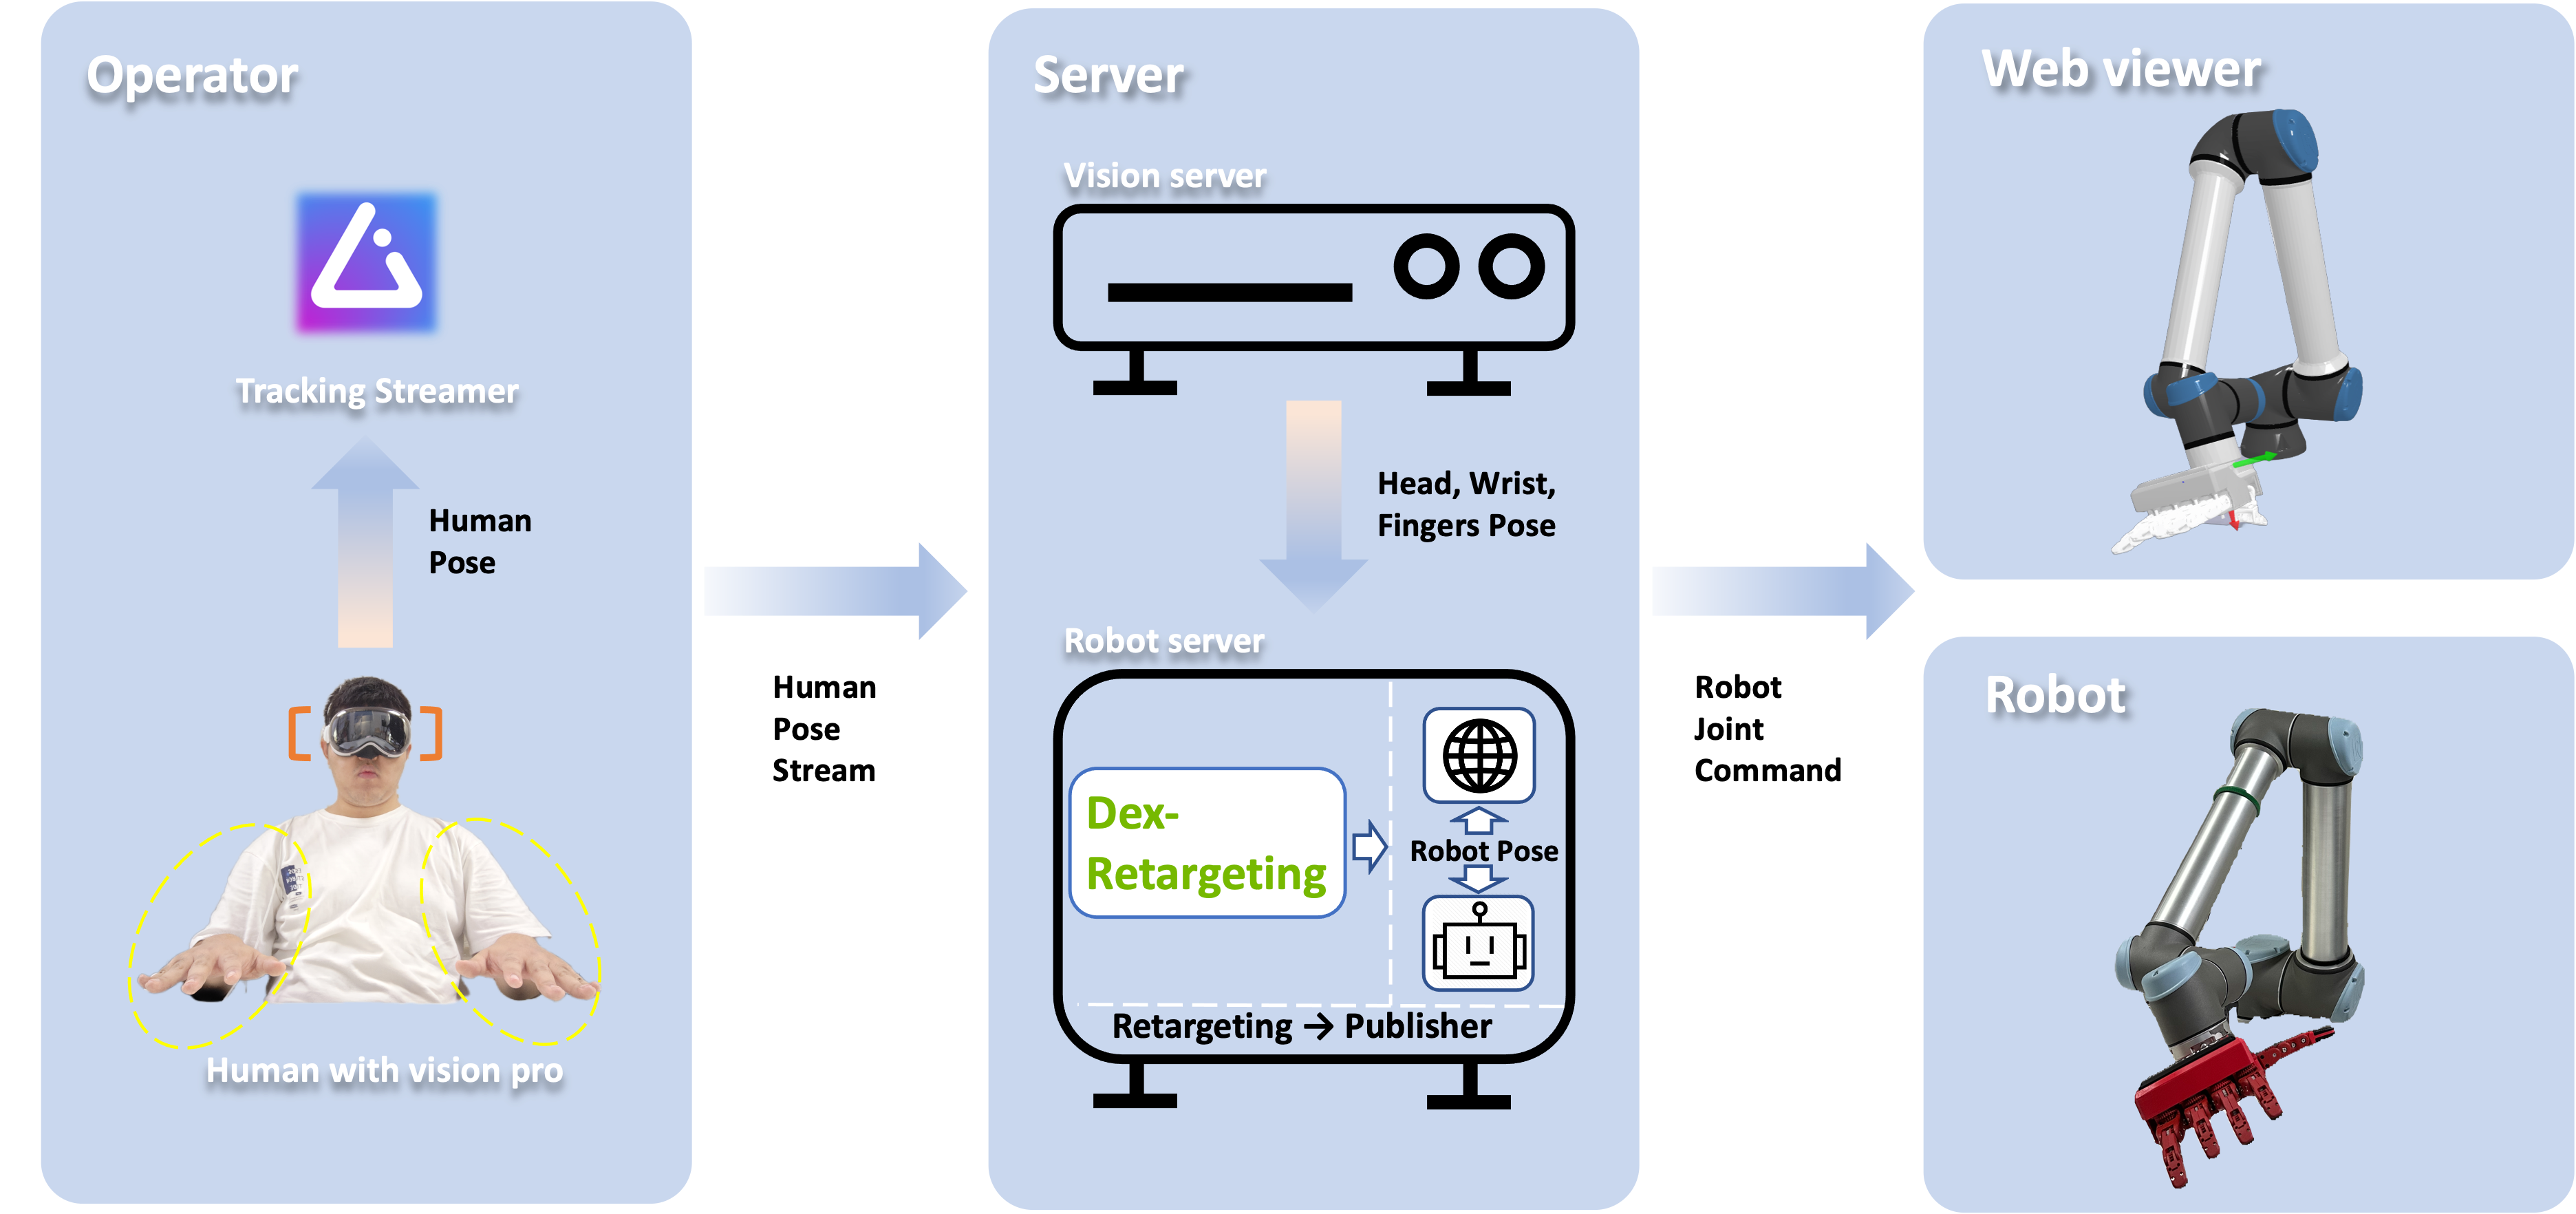 Operator
Tracking Streamer
Human
Pose
Human with vision pro
Human
Pose
Stream
Server
Vision server
Head, Wrist,
Fingers Pose
Robot server
Dex-
Retargeting
Robot Pose
Retargeting → Publisher
Robot
Joint
Command
Web viewer
Robot